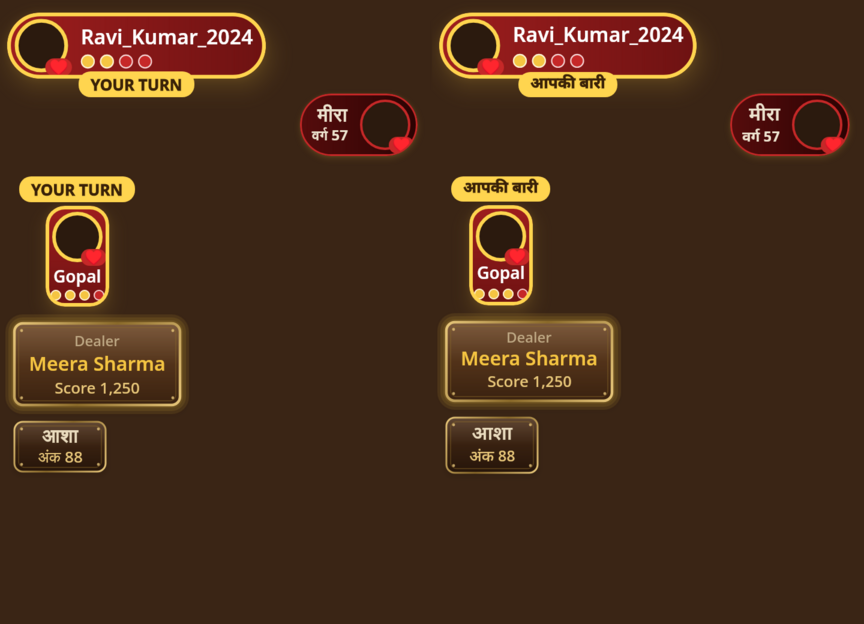 Ravi_Kumar_2024
YOUR TURN
मीरा
वर्ग 57
YOUR TURN
Gopal
Dealer
Meera Sharma
Score 1,250
आशा
अंक 88
Ravi_Kumar_2024
आपकी बारी
मीरा
वर्ग 57
आपकी बारी
Gopal
Dealer
Meera Sharma
Score 1,250
आशा
अंक 88